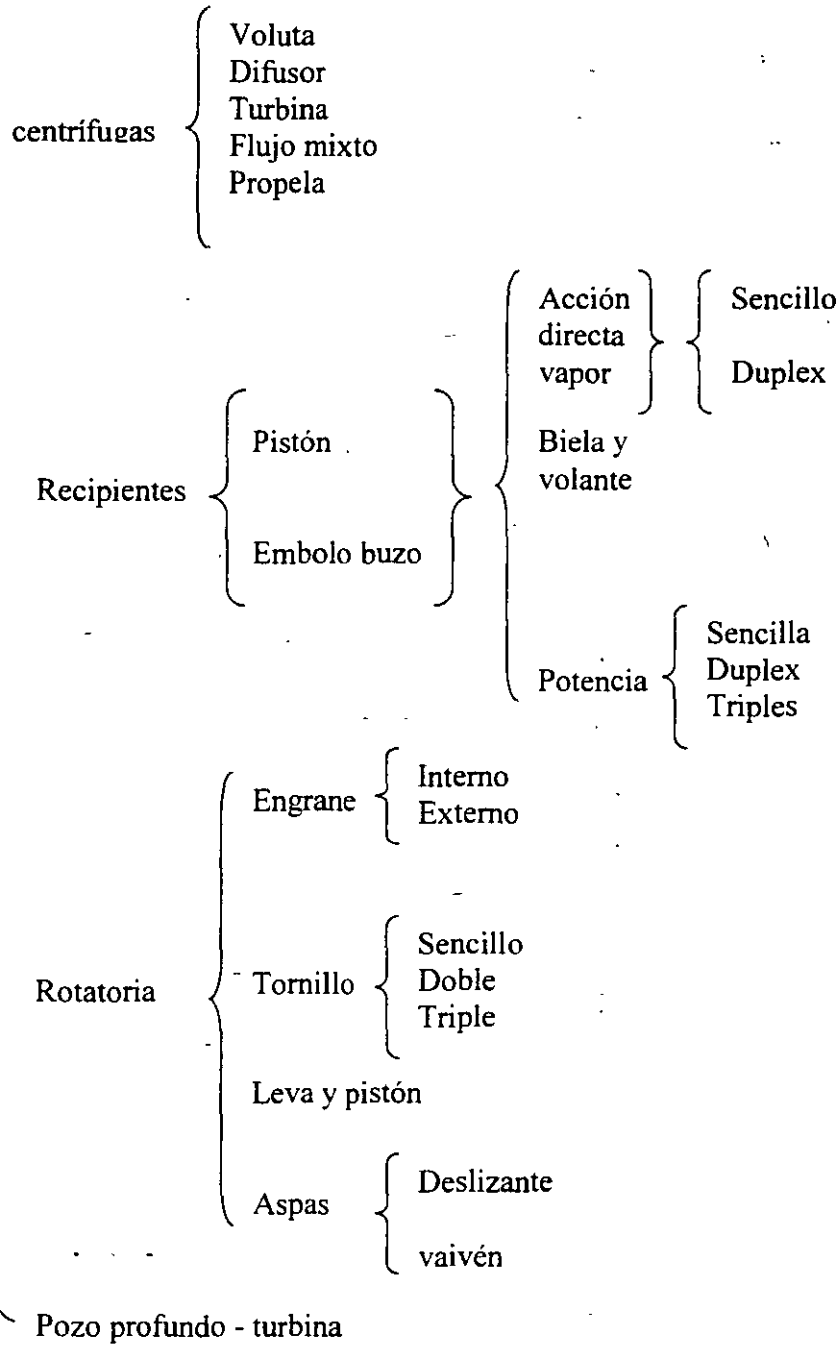 Voluta
Difusor
Turbina
centrífugas
Flujo mixto
Propela
Acción
directa
vapor
Sencillo
Duplex
Pistón
Biela y
volante
Recipientes
Embolo buzo
Potencia
Sencilla
Duplex
Triples
Engrane
Interno
Externo
Rotatoria
Tornillo
Sencillo
Doble
Triple
Leva y pistón
Aspas
Deslizante
vaivén
Pozo profundo - turbina